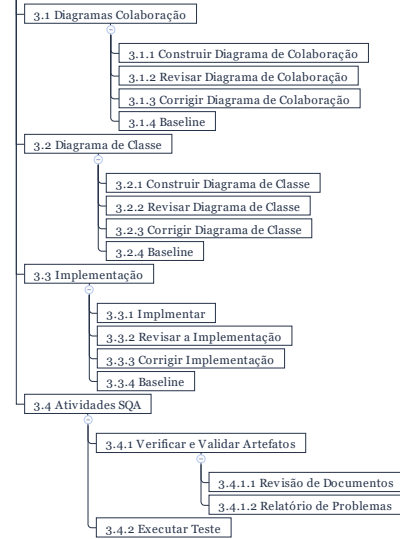 3.1 Diagramas Colaboração
3.1.1 Construir Diagrama de Colaboração
3.1.2 Revisar Diagrama de Colaboração
3.1.3 Corrigir Diagrama de Colaboração
3.1.4 Baseline
3.2 Diagrama de Classe
3.2.1 Construir Diagrama de Classe
3.2.2 Revisar Diagrama de Classe
3.2.3 Corrigir Diagrama de Classe
3.2.4 Baseline
3.3 Implementação
3.3.1 Implmentar
3.3.2 Revisar a Implementação
3.3.3 Corrigir Implementação
3.3.4 Baseline
3.4 Atividades SQA
3.4.1 Verificar e Validar Artefatos
3.4.1.1 Revisão de Documentos
3.4.1.2 Relatório de Problemas
3.4.2 Executar Teste